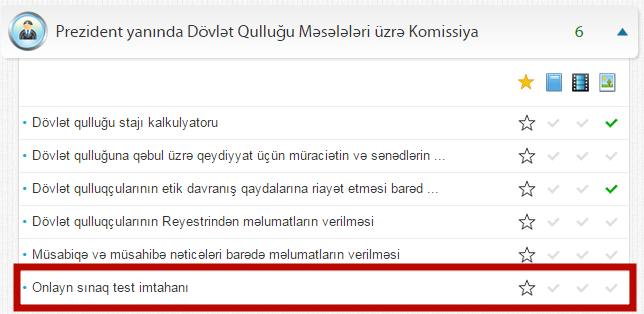 Prezident yanında Dövlət Qulluğu Məsələləri üzrə Komissiya 6
Dövlət qulluğu stajı kalkulyatoru
Dövlət qulluğuna qəbul üzrə qeydiyyat üçün müraciətin və sənədlərin ...
Dövlət qulluqçularının etik davranış qaydalarına riayət etməsi barəd ...
Dövlət qulluqçularının Reyestrindən məlumatların verilməsi
Müsabiqə və müsahibə nəticələri barədə məlumatların verilməsi
Onlayn sınaq test imtahanı